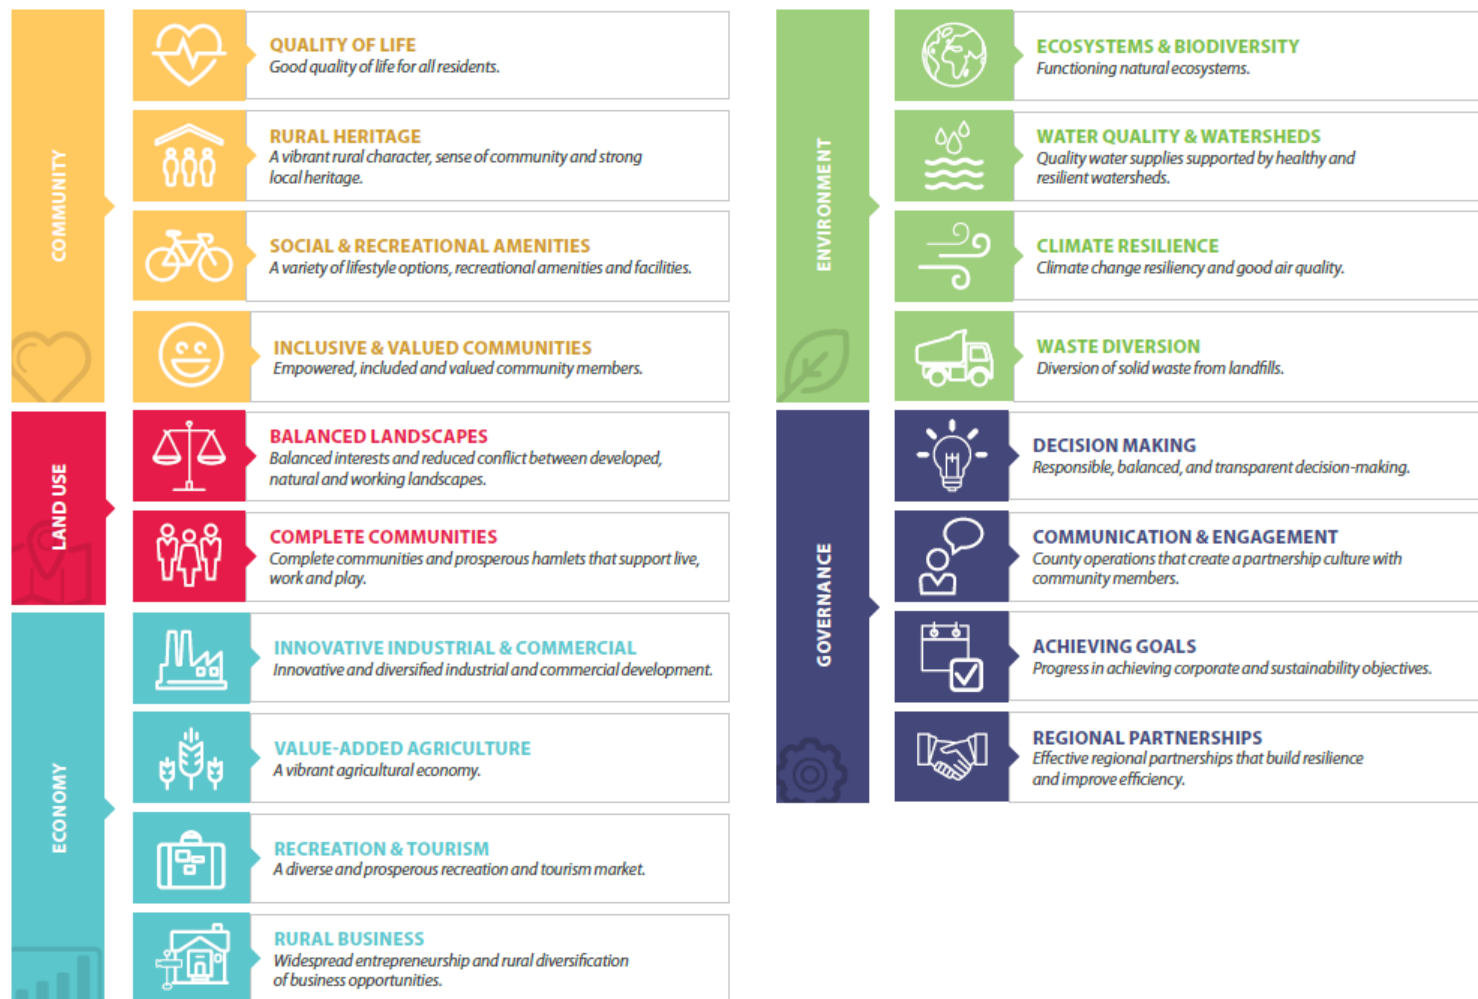 COMMUNITY
QUALITY OF LIFE
Good quality of life for all residents.
RURAL HERITAGE
A vibrant rural character, sense of community and strong
local heritage.
SOCIAL & RECREATIONAL AMENITIES
A variety of lifestyle options, recreational amenities and facilities.
INCLUSIVE & VALUED COMMUNITIES
Empowered, included and valued community members.
LAND USE
BALANCED LANDSCAPES
Balanced interests and reduced conflict between developed,
natural and working landscapes.
COMPLETE COMMUNITIES
Complete communities and prosperous hamlets that support live,
work and play.
ECONOMY
INNOVATIVE INDUSTRIAL & COMMERCIAL
Innovative and diversified industrial and commercial development.
VALUE-ADDED AGRICULTURE
A vibrant agricultural economy.
RECREATION & TOURISM
A diverse and prosperous recreation and tourism market.
RURAL BUSINESS
Widespread entrepreneurship and rural diversification
of business opportunities.
ENVIRONMENT
ECOSYSTEMS & BIODIVERSITY
Functioning natural ecosystems.
WATER QUALITY & WATERSHEDS
Quality water supplies supported by healthy and
resilient watersheds.
CLIMATE RESILIENCE
Climate change resiliency and good air quality.
WASTE DIVERSION
Diversion of solid waste from landfills.
GOVERNANCE
DECISION MAKING
Responsible, balanced, and transparent decision-making.
COMMUNICATION & ENGAGEMENT
County operations that create a partnership culture with
community members.
ACHIEVING GOALS
Progress in achieving corporate and sustainability objectives.
REGIONAL PARTNERSHIPS
Effective regional partnerships that build resilience
and improve efficiency.